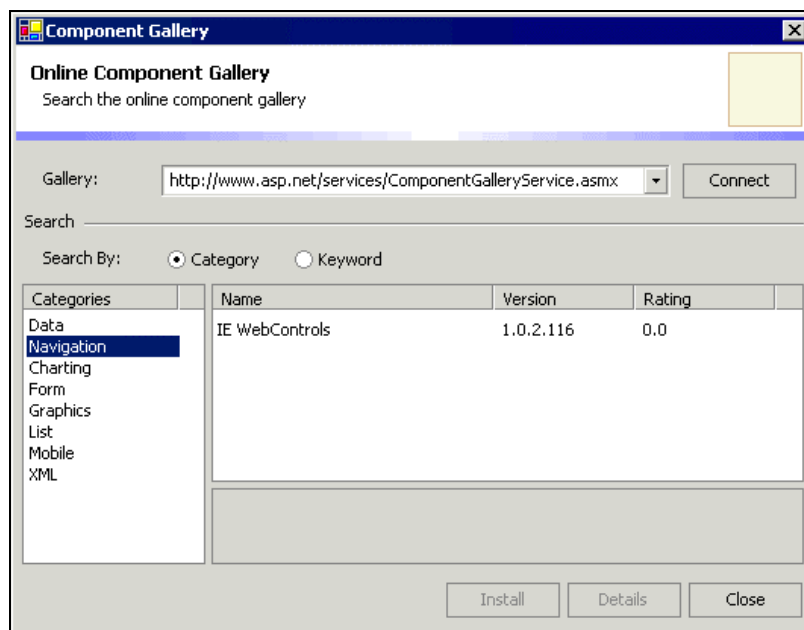 Component Gallery
Online Component Gallery
Search the online component gallery
Gallery: http://www.asp.net/services/ComponentGalleryService.asmx Connect
Search
Search By: Category Keyword
Categories Name Version Rating
Data IE WebControls 1.0.2.116 0.0
Navigation
Charting
Form
Graphics
List
Mobile
XML
Install Details Close